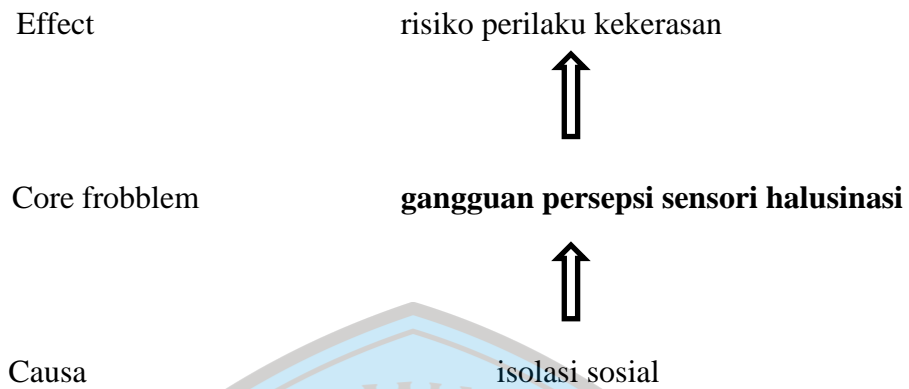 Effect risiko perilaku kekerasan
Core frobblem gangguan persepsi sensori halusinasi
Causa isolasi sosial